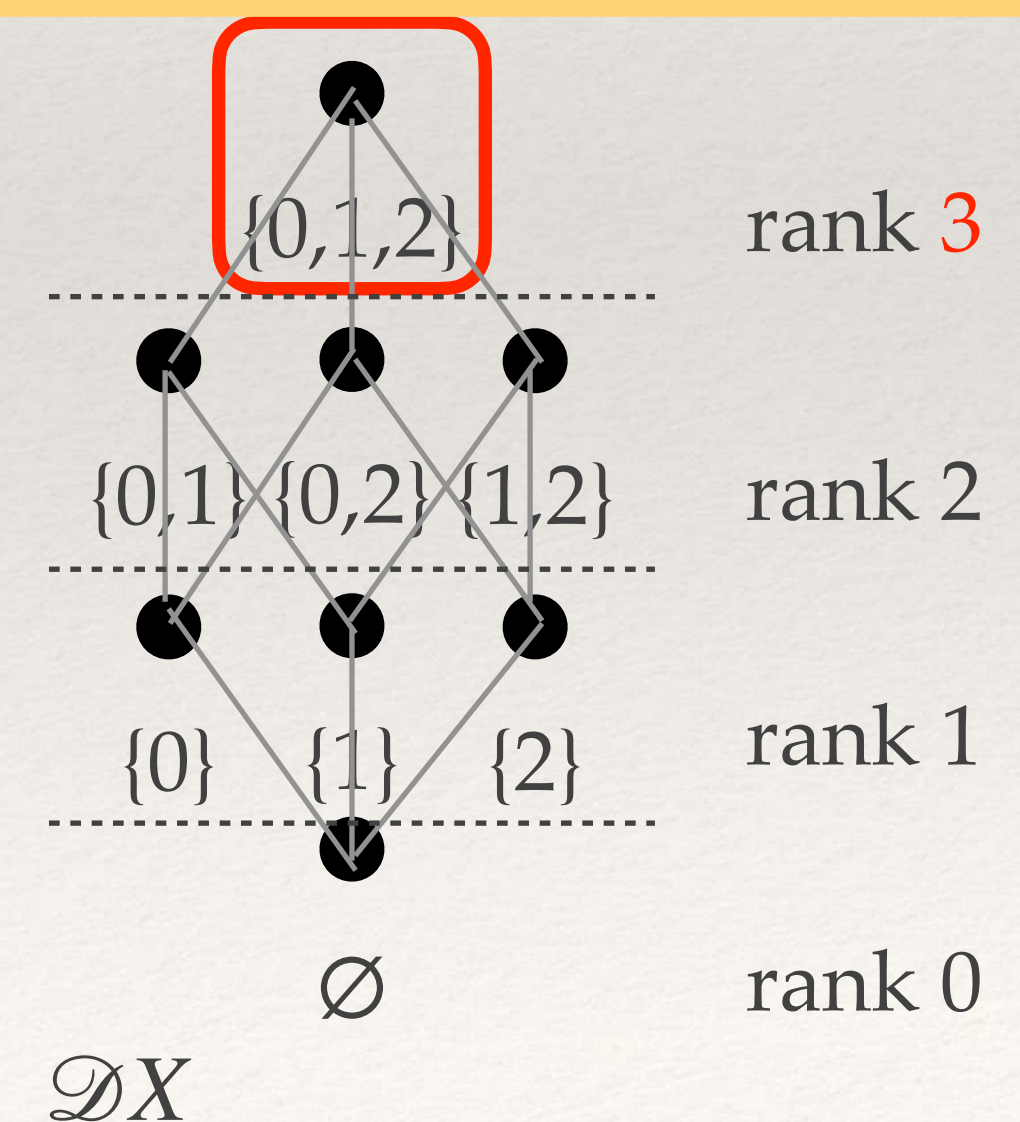 {0,1,2} rank 3
{0,1} {0,2} {1,2} rank 2
{0} {1} {2} rank 1
∅ rank 0
𝒟X